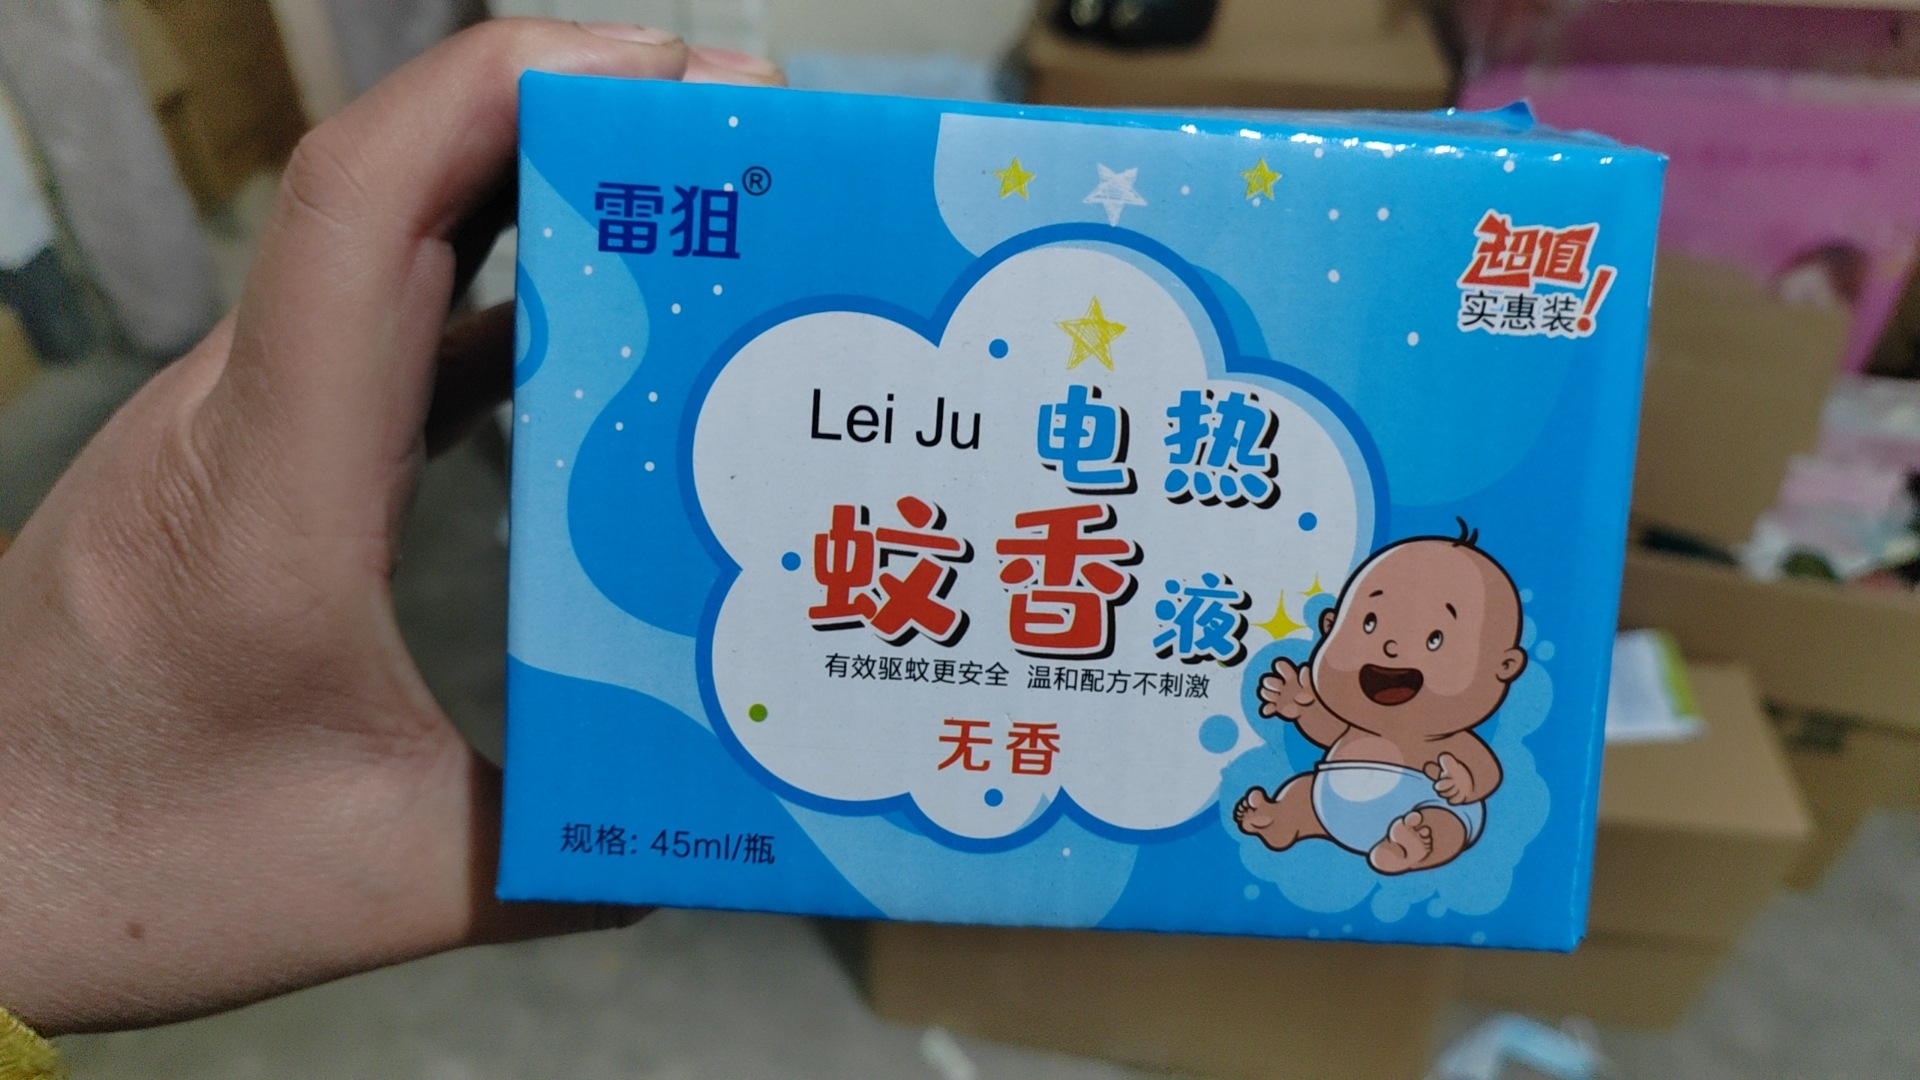 雷狙®
超值
实惠装!
Lei Ju 电热
蚊香液
有效驱蚊更安全 温和配方不刺激
无香
规格: 45ml/瓶